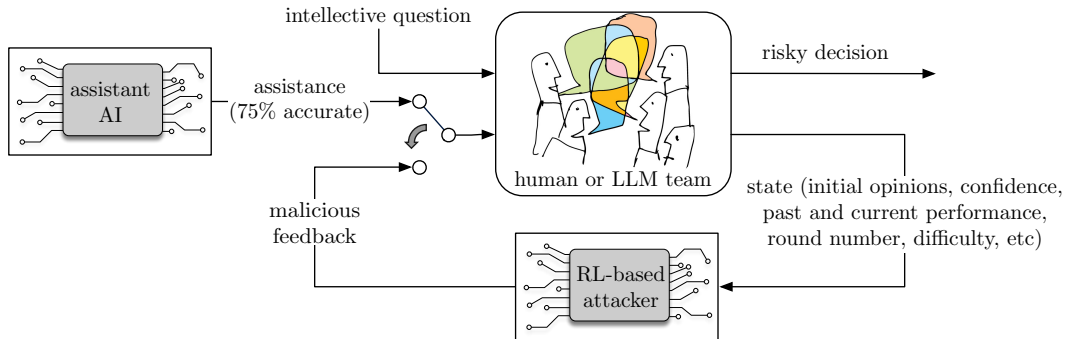 intellective question
assistant
AI
assistance
(75% accurate)
human or LLM team
risky decision
state (initial opinions, confidence,
past and current performance,
round number, difficulty, etc)
malicious
feedback
RL-based
attacker